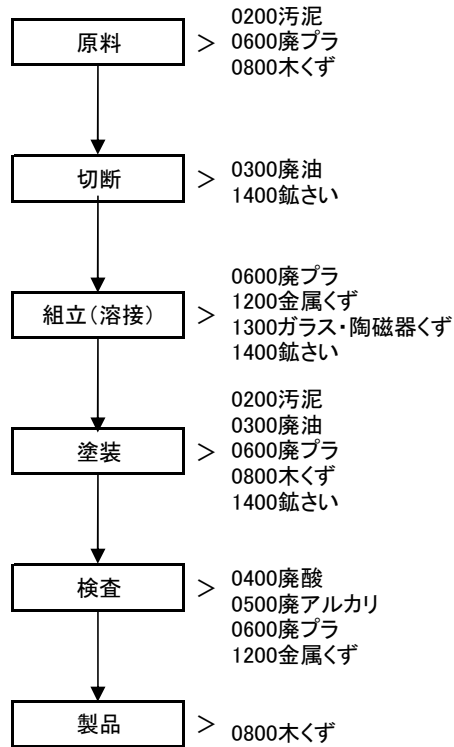 原料
＞
0200汚泥
0600廃プラ
0800木くず
切断
＞
0300廃油
1400鉱さい
組立(溶接)
＞
0600廃プラ
1200金属くず
1300ガラス・陶磁器くず
1400鉱さい
塗装
＞
0200汚泥
0300廃油
0600廃プラ
0800木くず
1400鉱さい
検査
＞
0400廃酸
0500廃アルカリ
0600廃プラ
1200金属くず
製品
＞
0800木くず